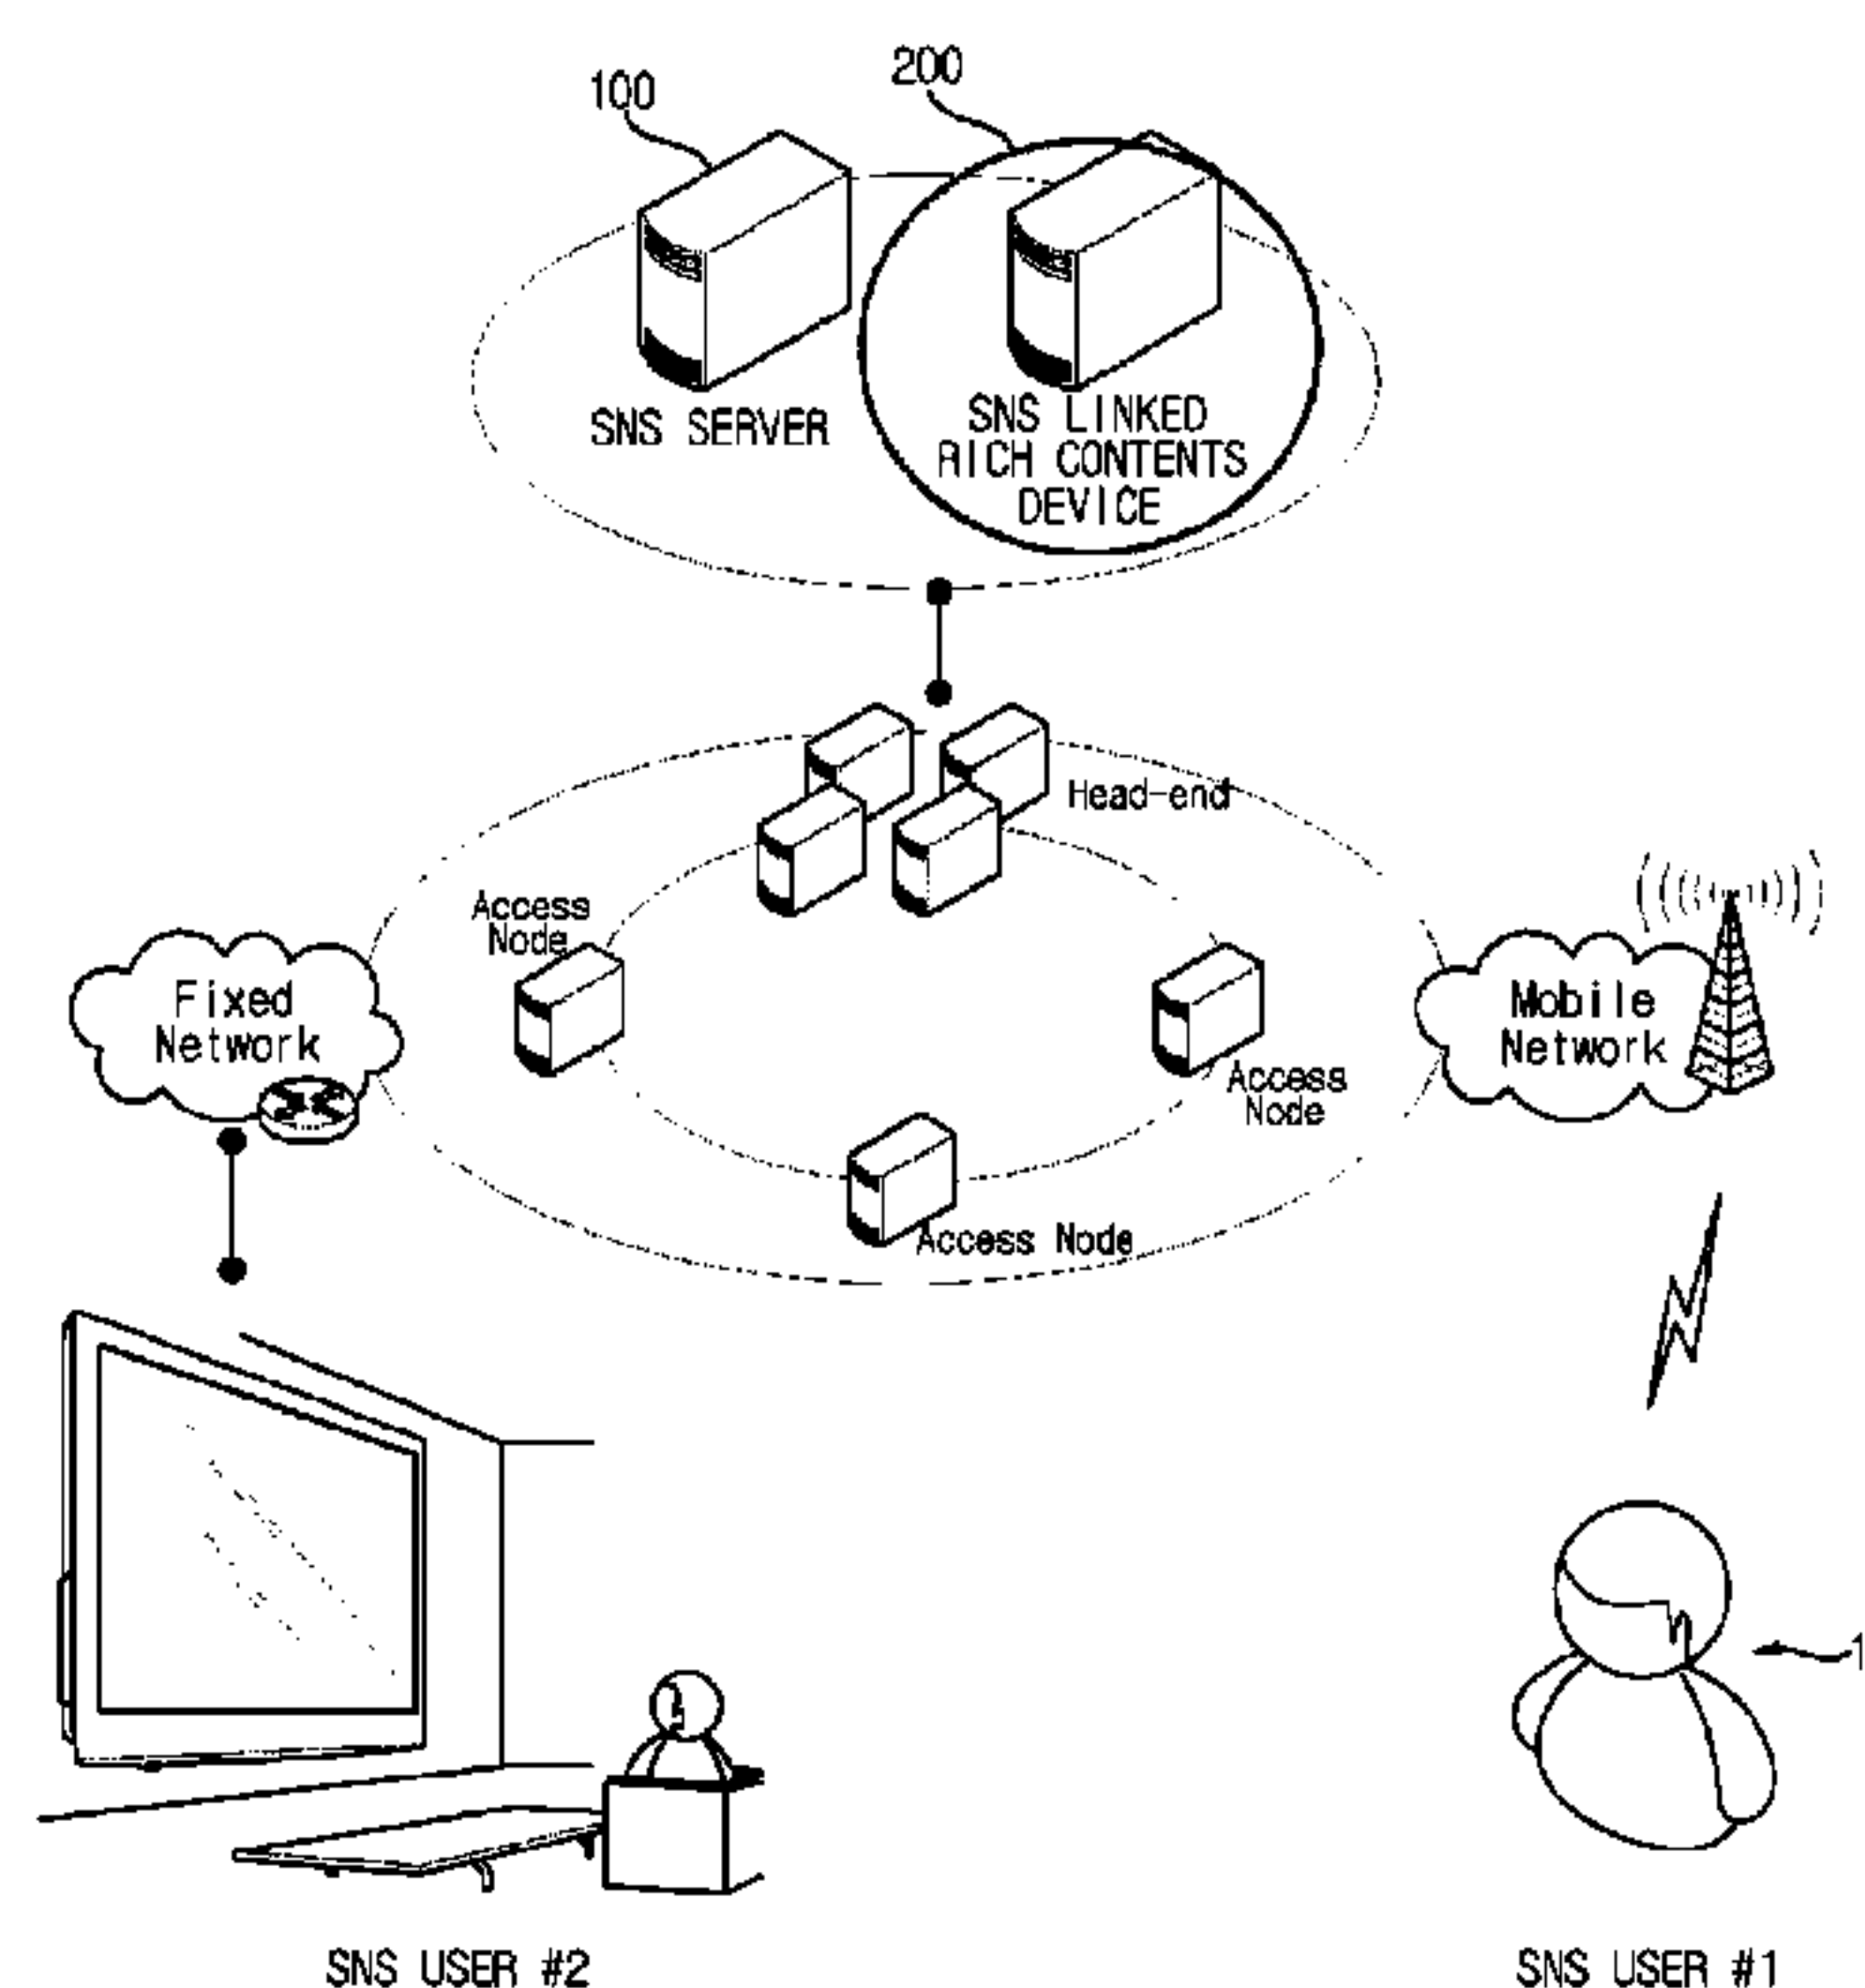 100
200
SNS SERVER
SNS LINKED
RICH CONTENTS
DEVICE
Head-end
Access
Node
Fixed
Network
Mobile
Network
Access
Node
Access Node
1
SNS USER #2
SNS USER #1